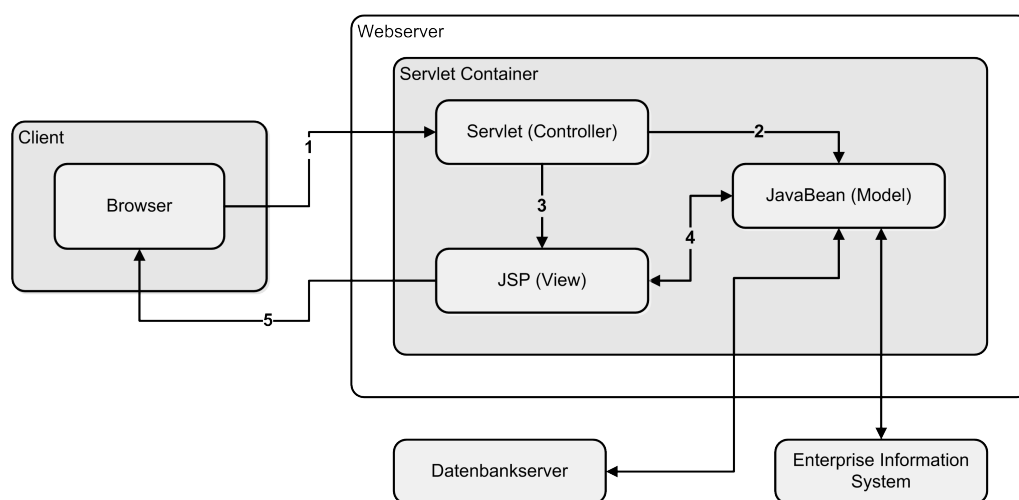 Webserver
Servlet Container
Client
Servlet (Controller)
1
2
Browser
JavaBean (Model)
3
4
JSP (View)
5
Datenbankserver
Enterprise Information
System